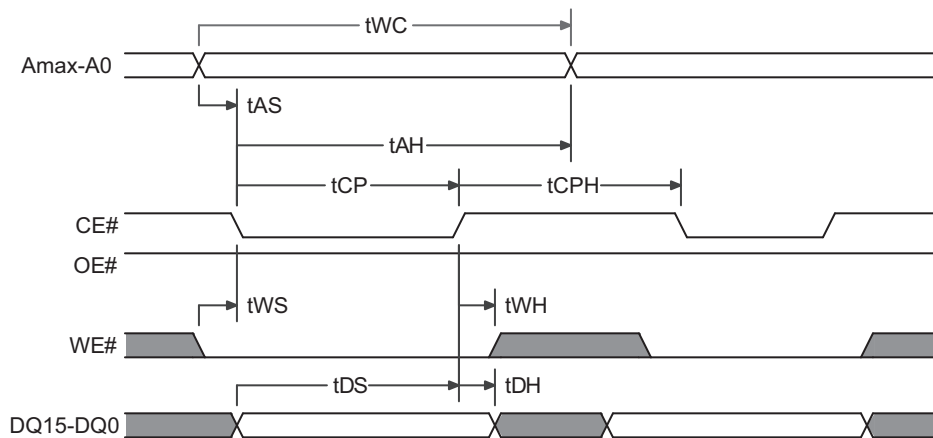 tWC
Amax-A0
tAS
tAH
tCP tCPH
CE#
OE#
tWS tWH
WE#
tDS tDH
DQ15-DQ0